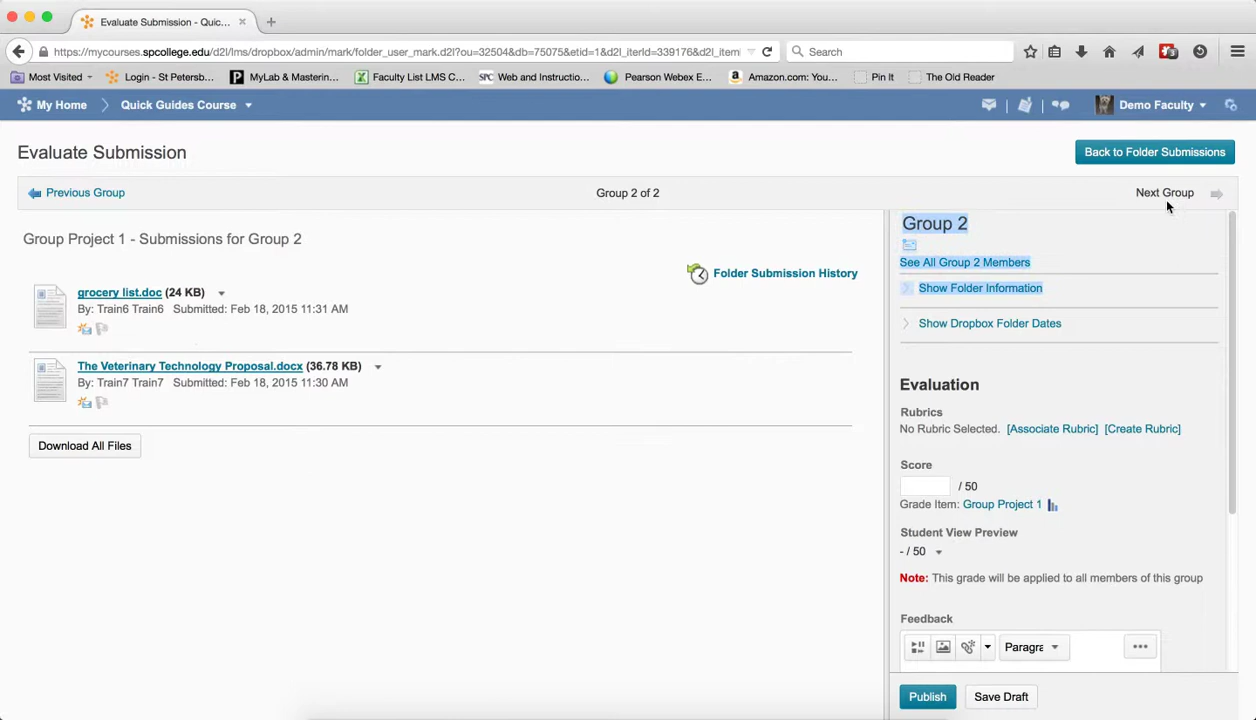 Evaluate Submission - Quic...
https://mycourses.spcollege.edu/d2l/lms/dropbox/admin/mark/folder_user_mark.d2l?ou=32504&db=75075&etid=1&d2l_iterId=339176&d2l_item
Search
Most Visited
Login - St Petersb...
MyLab & Mastering...
Faculty List LMS C...
SPC
Web and Instructio...
Pearson Webex E...
Amazon.com: You...
Pin It
The Old Reader
My Home
Quick Guides Course
Demo Faculty
Evaluate Submission
Back to Folder Submissions
Previous Group
Group 2 of 2
Next Group
Group Project 1 - Submissions for Group 2
Folder Submission History
grocery list.doc (24 KB)
By: Train6 Train6 Submitted: Feb 18, 2015 11:31 AM
The Veterinary Technology Proposal.docx (36.78 KB)
By: Train7 Train7 Submitted: Feb 18, 2015 11:30 AM
Download All Files
Group 2
See All Group 2 Members
Show Folder Information
Show Dropbox Folder Dates
Evaluation
Rubrics
No Rubric Selected. [Associate Rubric] [Create Rubric]
Score
/ 50
Grade Item: Group Project 1
Student View Preview
- / 50
Note: This grade will be applied to all members of this group
Feedback
Paragra
Publish
Save Draft